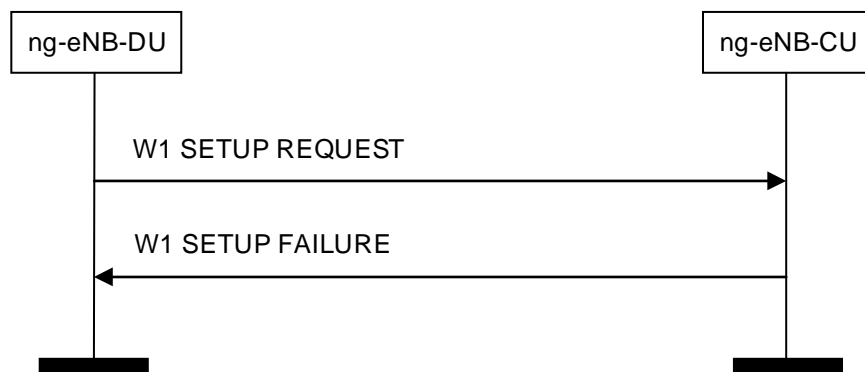 ng-eNB-DU
ng-eNB-CU
W1 SETUP REQUEST
W1 SETUP FAILURE